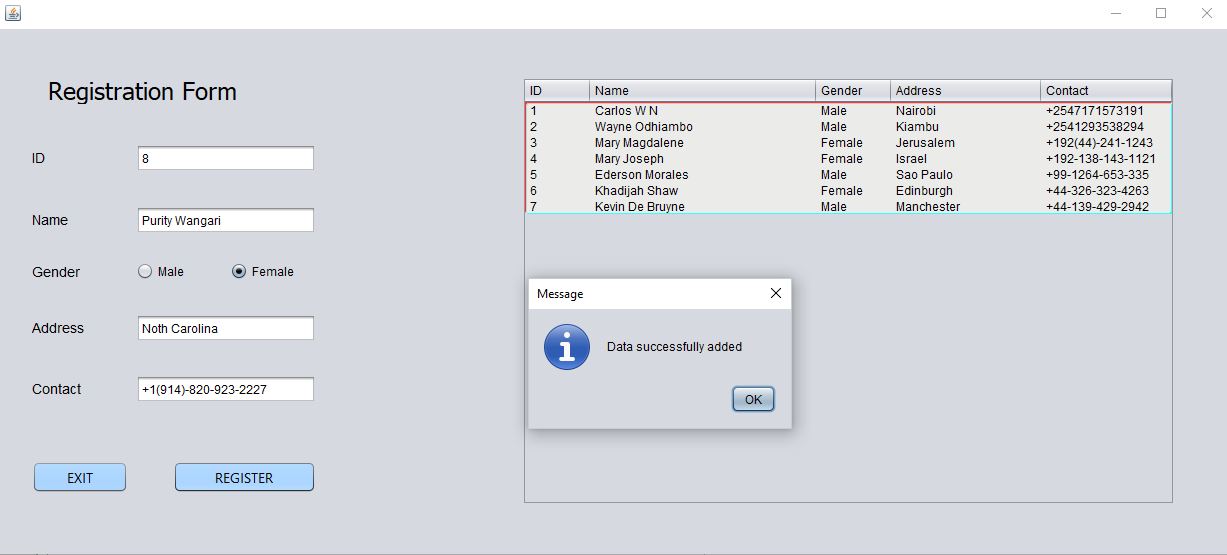 Registration Form
ID
8
Name
Purity Wangari
Gender
Male Female
Address
Noth Carolina
Contact
+1(914)-820-923-2227
EXIT REGISTER
ID Name Gender Address Contact
1 Carlos W N Male Nairobi +2547171573191
2 Wayne Odhiambo Male Kiambu +2541293538294
3 Mary Magdalene Female Jerusalem +192(44)-241-1243
4 Mary Joseph Female Israel +192-138-143-1121
5 Ederson Morales Male Sao Paulo +99-1264-653-335
6 Khadijah Shaw Female Edinburgh +44-326-323-4263
7 Kevin De Bruyne Male Manchester +44-139-429-2942
Message
Data successfully added
OK